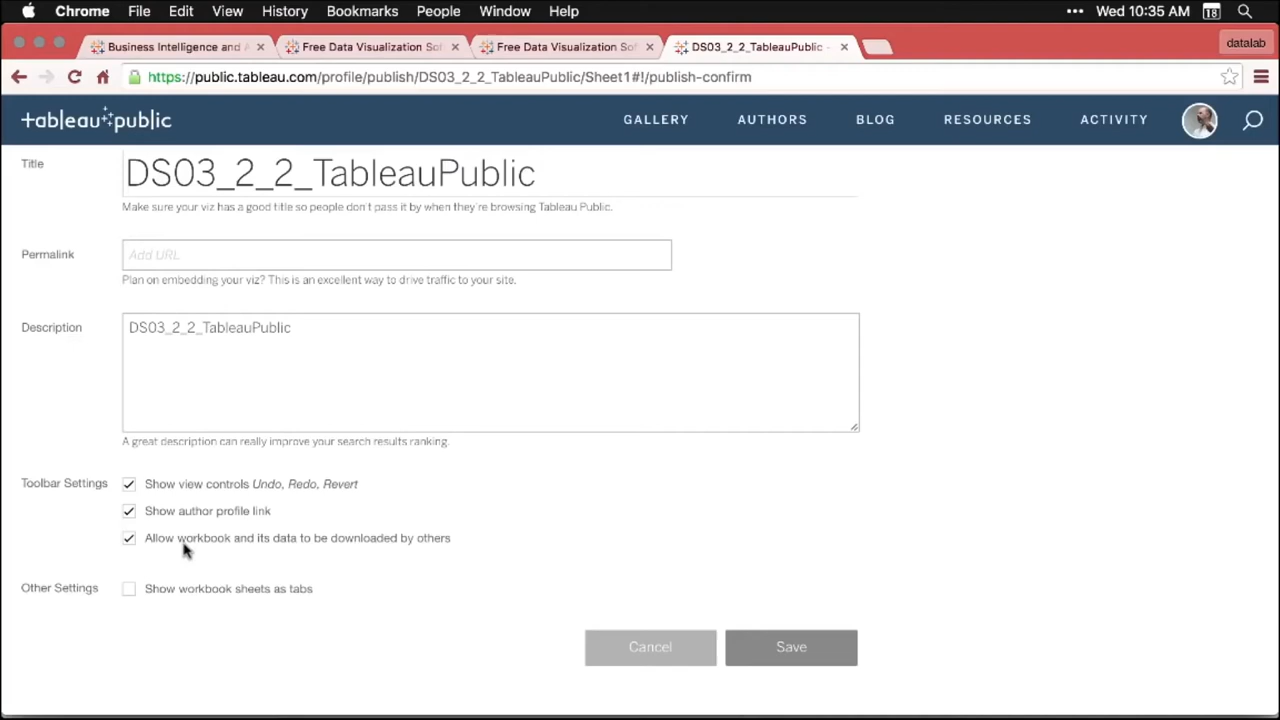 Chrome File Edit View History Bookmarks People Window Help ••• Wed 10:35 AM 18
Business Intelligence and A
Free Data Visualization Sof
Free Data Visualization Sof
DS03_2_2_TableauPublic -
datalab
https://public.tableau.com/profile/publish/DS03_2_2_TableauPublic/Sheet1#!/publish-confirm
tableau public GALLERY AUTHORS BLOG RESOURCES ACTIVITY
Title DS03_2_2_TableauPublic
Make sure your viz has a good title so people don't pass it by when they're browsing Tableau Public.
Permalink Add URL
Plan on embedding your viz? This is an excellent way to drive traffic to your site.
Description DS03_2_2_TableauPublic
A great description can really improve your search results ranking.
Toolbar Settings Show view controls Undo, Redo, Revert
Show author profile link
Allow workbook and its data to be downloaded by others
Other Settings Show workbook sheets as tabs
Cancel Save